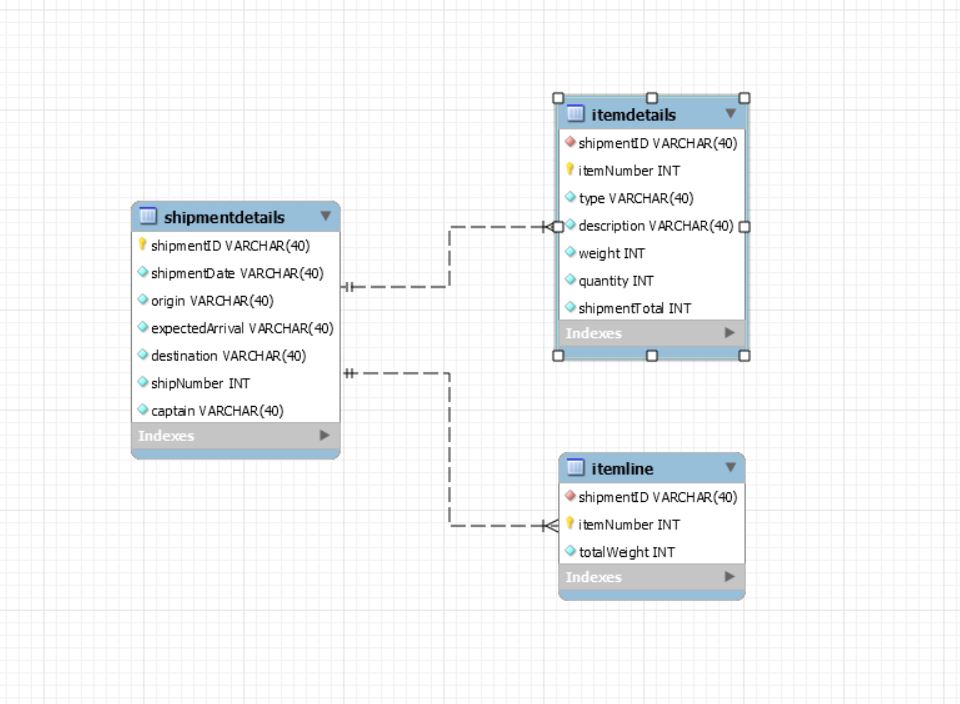 shipmentdetails
shipmentID VARCHAR(40)
shipmentDate VARCHAR(40)
origin VARCHAR(40)
expectedArrival VARCHAR(40)
destination VARCHAR(40)
shipNumber INT
captain VARCHAR(40)
Indexes
itemdetails
shipmentID VARCHAR(40)
itemNumber INT
type VARCHAR(40)
description VARCHAR(40)
weight INT
quantity INT
shipmentTotal INT
Indexes
itemline
shipmentID VARCHAR(40)
itemNumber INT
totalWeight INT
Indexes